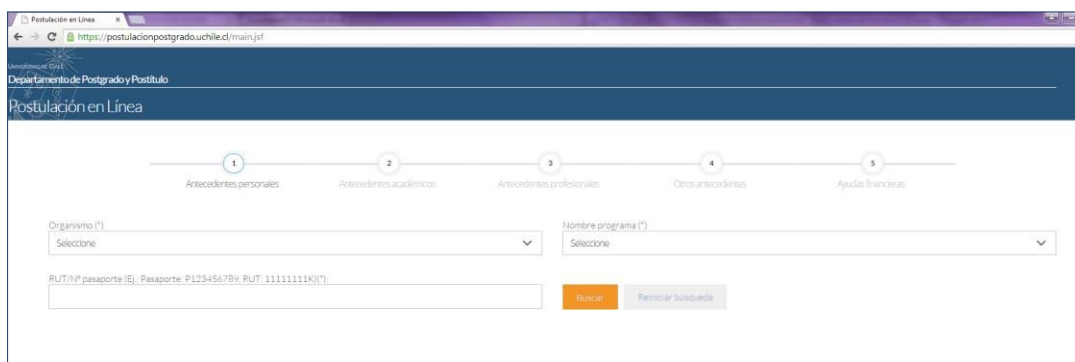 Postulación en Línea
https://postulacionpostgrado.uchile.cl/main.jsf
Departamento de Postgrado y Postítulo
Postulación en Línea
1 2 3 4 5
Antecedentes personales Antecedentes académicos Antecedentes profesionales Otros antecedentes Ayudas financieras
Organismo (*) Nombre programa (*)
Seleccione Seleccione
RUT/Nº pasaporte (Ej.: Pasaporte: P123456789, RUT: 11111111K)(*):
Buscar Reiniciar búsqueda